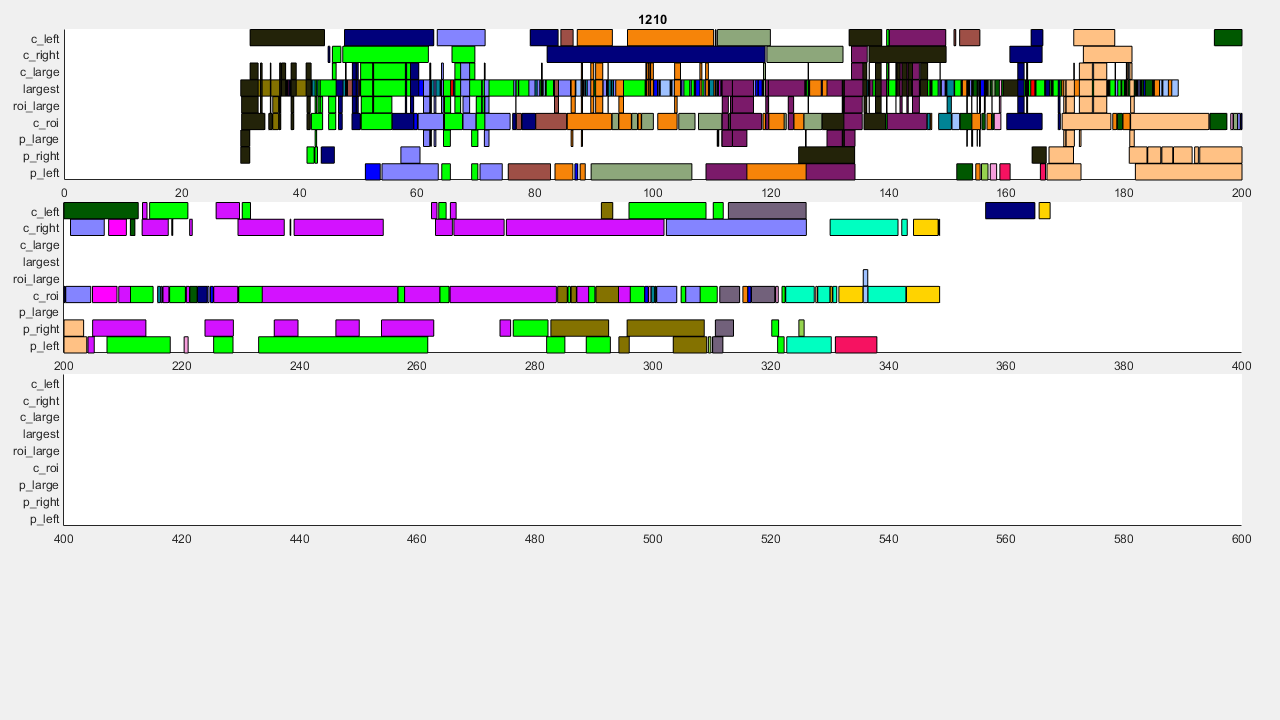 1210
c_left
c_right
c_large
largest
roi_large
c_roi
p_large
p_right
p_left
0 20 40 60 80 100 120 140 160 180 200
c_left
c_right
c_large
largest
roi_large
c_roi
p_large
p_right
p_left
200 220 240 260 280 300 320 340 360 380 400
c_left
c_right
c_large
largest
roi_large
c_roi
p_large
p_right
p_left
400 420 440 460 480 500 520 540 560 580 600